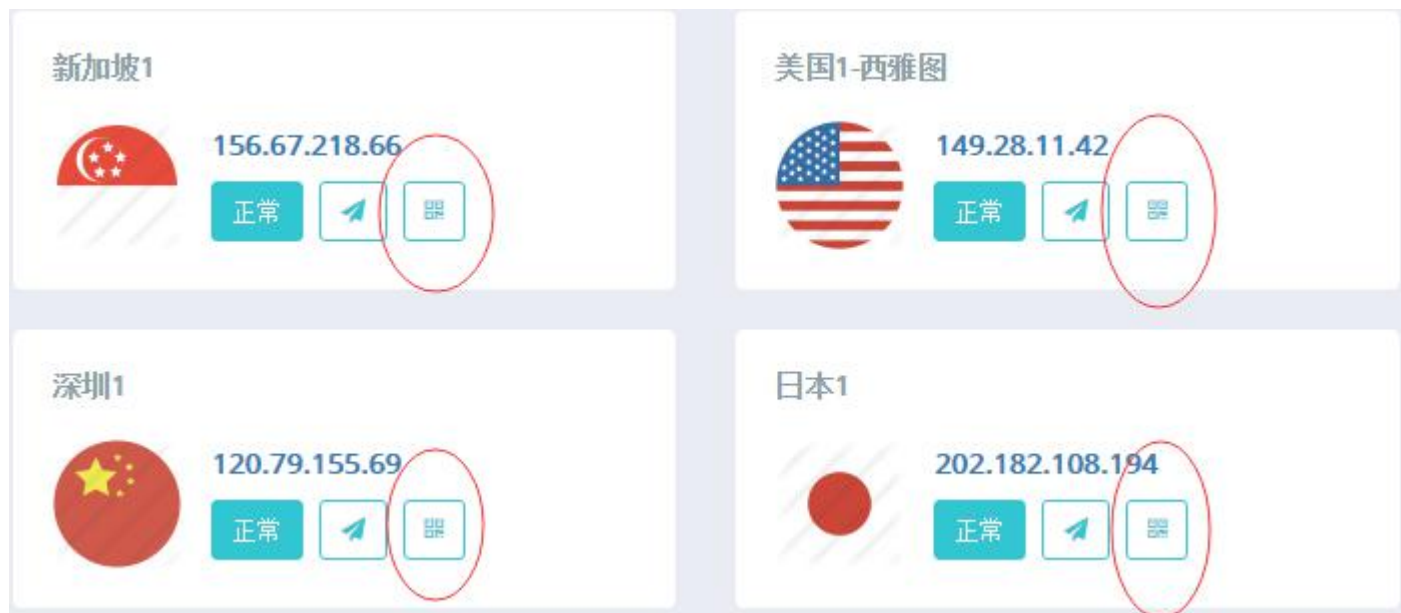 新加坡1
156.67.218.66
正常
美国1-西雅图
149.28.11.42
正常
深圳1
120.79.155.69
正常
日本1
202.182.108.194
正常